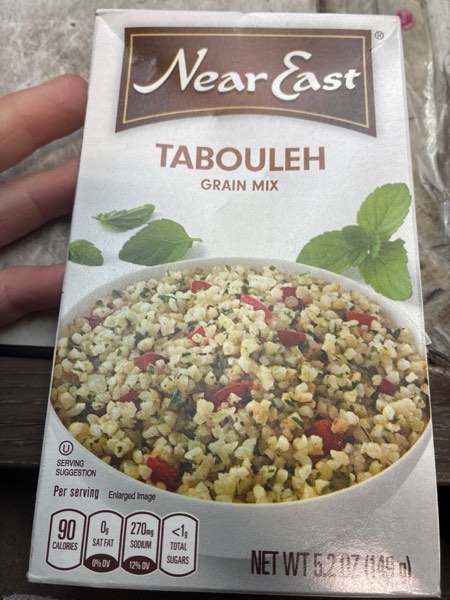 Near East®
TABOULEH
GRAIN MIX
U
SERVING
SUGGESTION
Per serving Enlarged Image
90
CALORIES
0g
SAT FAT
0% DV
270mg
SODIUM
12% DV
<1g
TOTAL
SUGARS
NET WT 5.2 OZ (149 g)